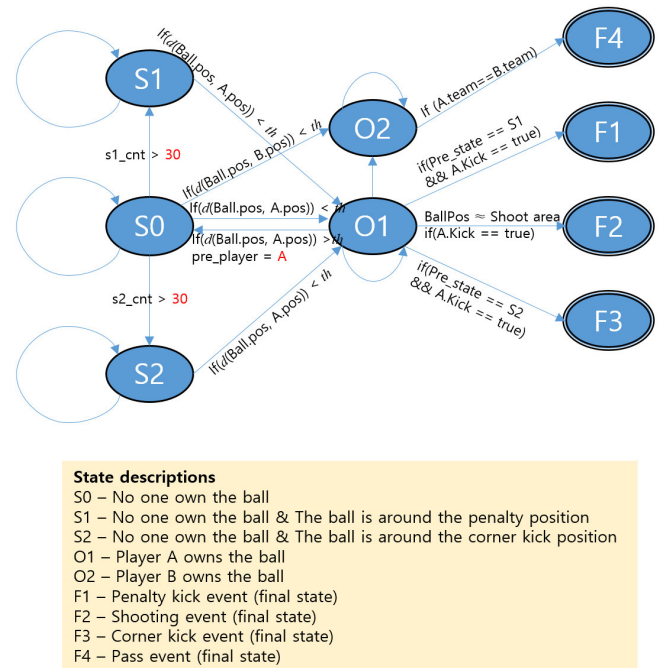 If(d(Ball.pos, A.pos)) < th
F4
S1
If (A.team==B.team)
O2
If(d(Ball.pos, B.pos)) < th
if(Pre_state == S1
&& A.Kick == true)
F1
s1_cnt > 30
If(d(Ball.pos, A.pos)) < th
S0
O1
BallPos ≈ Shoot area
if(A.Kick == true)
F2
If(d(Ball.pos, A.pos)) >th
pre_player = A
if(Pre_state == S2
&& A.Kick == true)
F3
s2_cnt > 30
If(d(Ball.pos, A.pos)) < th
S2
State descriptions
S0 – No one own the ball
S1 – No one own the ball & The ball is around the penalty position
S2 – No one own the ball & The ball is around the corner kick position
O1 – Player A owns the ball
O2 – Player B owns the ball
F1 – Penalty kick event (final state)
F2 – Shooting event (final state)
F3 – Corner kick event (final state)
F4 – Pass event (final state)